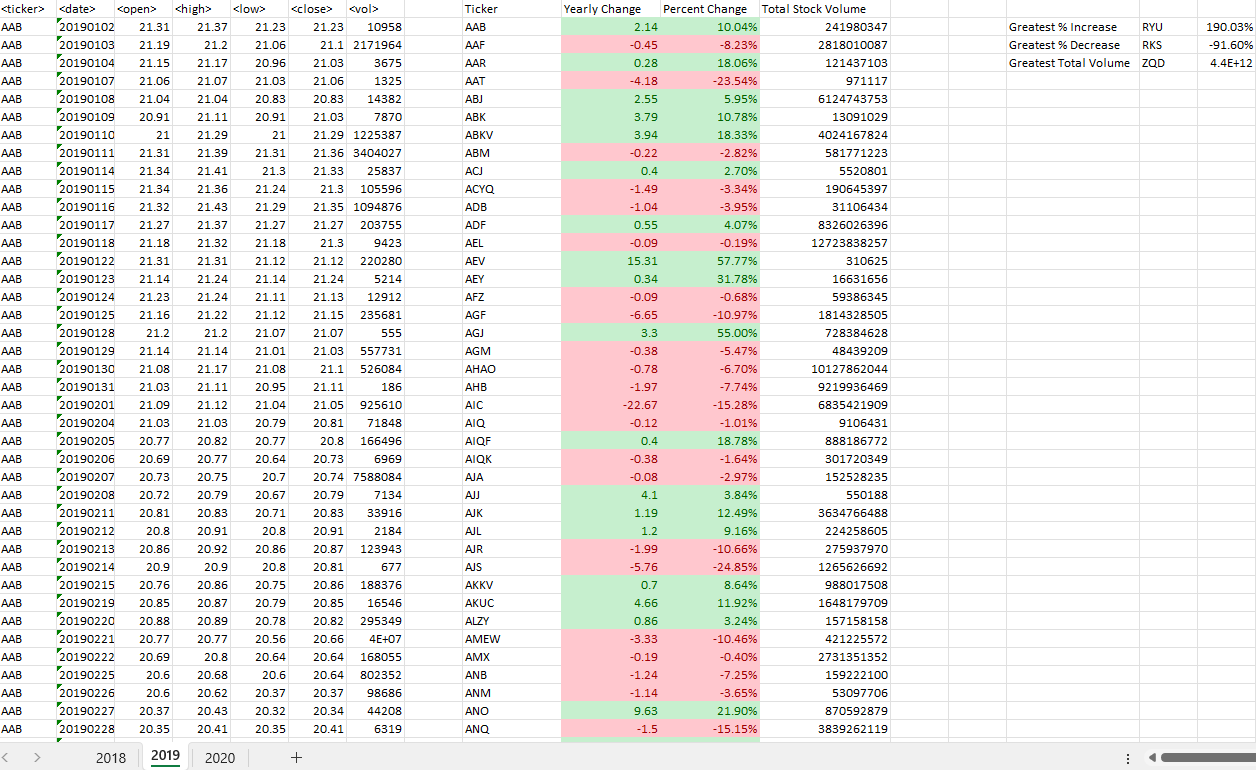 <ticker> <date> <open> <high> <low> <close> <vol> Ticker Yearly Change Percent Change Total Stock Volume
AAB 20190102 21.31 21.37 21.23 21.23 10958 AAB 2.14 10.04% 241980347 Greatest % Increase RYU 190.03%
AAB 20190103 21.19 21.2 21.06 21.1 2171964 AAF -0.45 -8.23% 2818010087 Greatest % Decrease RKS -91.60%
AAB 20190104 21.15 21.17 20.96 21.03 3675 AAR 0.28 18.06% 121437103 Greatest Total Volume ZQD 4.4E+12
AAB 20190107 21.06 21.07 21.03 21.06 1325 AAT -4.18 -23.54% 971117
AAB 20190108 21.04 21.04 20.83 20.83 14382 ABJ 2.55 5.95% 6124743753
AAB 20190109 20.91 21.11 20.91 21.03 7870 ABK 3.79 10.78% 13091029
AAB 20190110 21 21.29 21 21.29 1225387 ABKV 3.94 18.33% 4024167824
AAB 20190111 21.31 21.39 21.31 21.36 3404027 ABM -0.22 -2.82% 581771223
AAB 20190114 21.34 21.41 21.3 21.33 25837 ACJ 0.4 2.70% 5520801
AAB 20190115 21.34 21.36 21.24 21.3 105596 ACYQ -1.49 -3.34% 190645397
AAB 20190116 21.32 21.43 21.29 21.35 1094876 ADB -1.04 -3.95% 31106434
AAB 20190117 21.27 21.37 21.27 21.27 203755 ADF 0.55 4.07% 8326026396
AAB 20190118 21.18 21.32 21.18 21.3 9423 AEL -0.09 -0.19% 12723838257
AAB 20190122 21.31 21.31 21.12 21.12 220280 AEV 15.31 57.77% 310625
AAB 20190123 21.14 21.24 21.14 21.24 5214 AEY 0.34 31.78% 16631656
AAB 20190124 21.23 21.24 21.11 21.13 12912 AFZ -0.09 -0.68% 59386345
AAB 20190125 21.16 21.22 21.12 21.15 235681 AGF -6.65 -10.97% 1814328505
AAB 20190128 21.2 21.2 21.07 21.07 555 AGJ 3.3 55.00% 728384628
AAB 20190129 21.14 21.14 21.01 21.03 557731 AGM -0.38 -5.47% 48439209
AAB 20190130 21.08 21.17 21.08 21.1 526084 AHAO -0.78 -6.70% 10127862044
AAB 20190131 21.03 21.11 20.95 21.11 186 AHB -1.97 -7.74% 9219936469
AAB 20190201 21.09 21.12 21.04 21.05 925610 AIC -22.67 -15.28% 6835421909
AAB 20190204 21.03 21.03 20.79 20.81 71848 AIQ -0.12 -1.01% 9106431
AAB 20190205 20.77 20.82 20.77 20.8 166496 AIQF 0.4 18.78% 888186772
AAB 20190206 20.69 20.77 20.64 20.73 6969 AIQK -0.38 -1.64% 301720349
AAB 20190207 20.73 20.75 20.7 20.74 7588084 AJA -0.08 -2.97% 152528235
AAB 20190208 20.72 20.79 20.67 20.79 7134 AJJ 4.1 3.84% 550188
AAB 20190211 20.81 20.83 20.71 20.83 33916 AJK 1.19 12.49% 3634766488
AAB 20190212 20.8 20.91 20.8 20.91 2184 AJL 1.2 9.16% 224258605
AAB 20190213 20.86 20.92 20.86 20.87 123943 AJR -1.99 -10.66% 275937970
AAB 20190214 20.9 20.9 20.8 20.81 677 AJS -5.76 -24.85% 1265626692
AAB 20190215 20.76 20.86 20.75 20.86 188376 AKKV 0.7 8.64% 988017508
AAB 20190219 20.85 20.87 20.79 20.85 16546 AKUC 4.66 11.92% 1648179709
AAB 20190220 20.88 20.89 20.78 20.82 295349 ALZY 0.86 3.24% 157158158
AAB 20190221 20.77 20.77 20.56 20.66 4E+07 AMEW -3.33 -10.46% 421225572
AAB 20190222 20.69 20.8 20.64 20.64 168055 AMX -0.19 -0.40% 2731351352
AAB 20190225 20.6 20.68 20.6 20.64 802352 ANB -1.24 -7.25% 159222100
AAB 20190226 20.6 20.62 20.37 20.37 98686 ANM -1.14 -3.65% 53097706
AAB 20190227 20.37 20.43 20.32 20.34 44208 ANO 9.63 21.90% 870592879
AAB 20190228 20.35 20.41 20.35 20.41 6319 ANQ -1.5 -15.15% 3839262119
2018 2019 2020